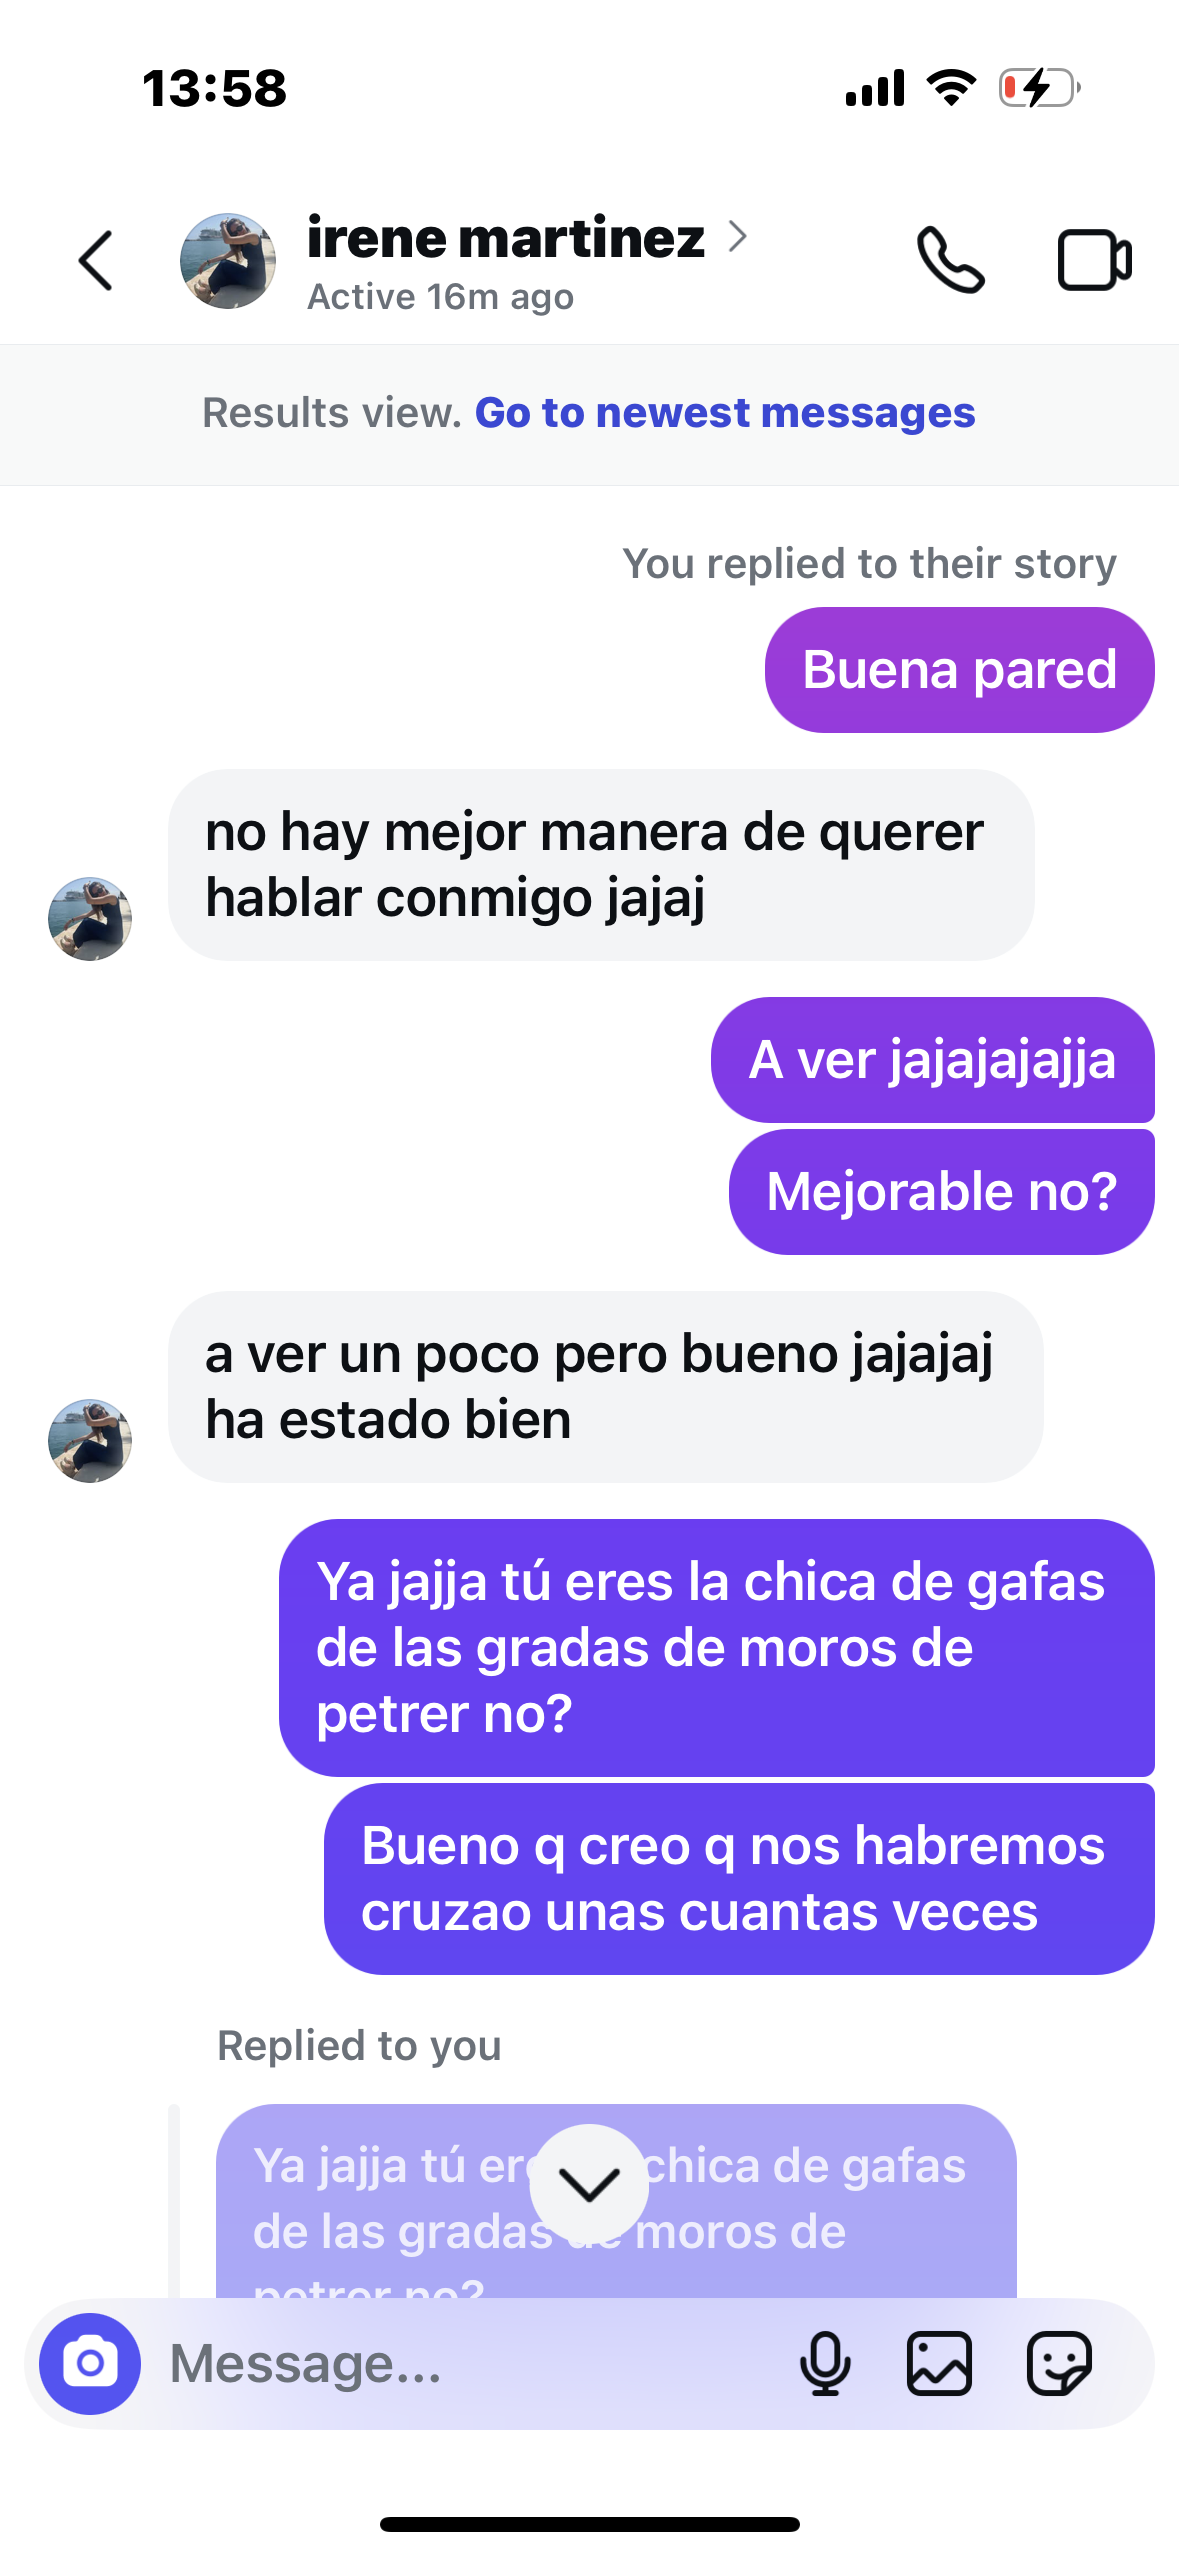 13:58
irene martinez
Active 16m ago
Results view. Go to newest messages
You replied to their story
Buena pared
no hay mejor manera de querer
hablar conmigo jajaj
A ver jajajajajja
Mejorable no?
a ver un poco pero bueno jajajaj
ha estado bien
Ya jajja tú eres la chica de gafas
de las gradas de moros de
petrer no?
Bueno q creo q nos habremos
cruzao unas cuantas veces
Replied to you
Ya jajja tú chica de gafas
de las gradas de moros de
petrer no?
Message...